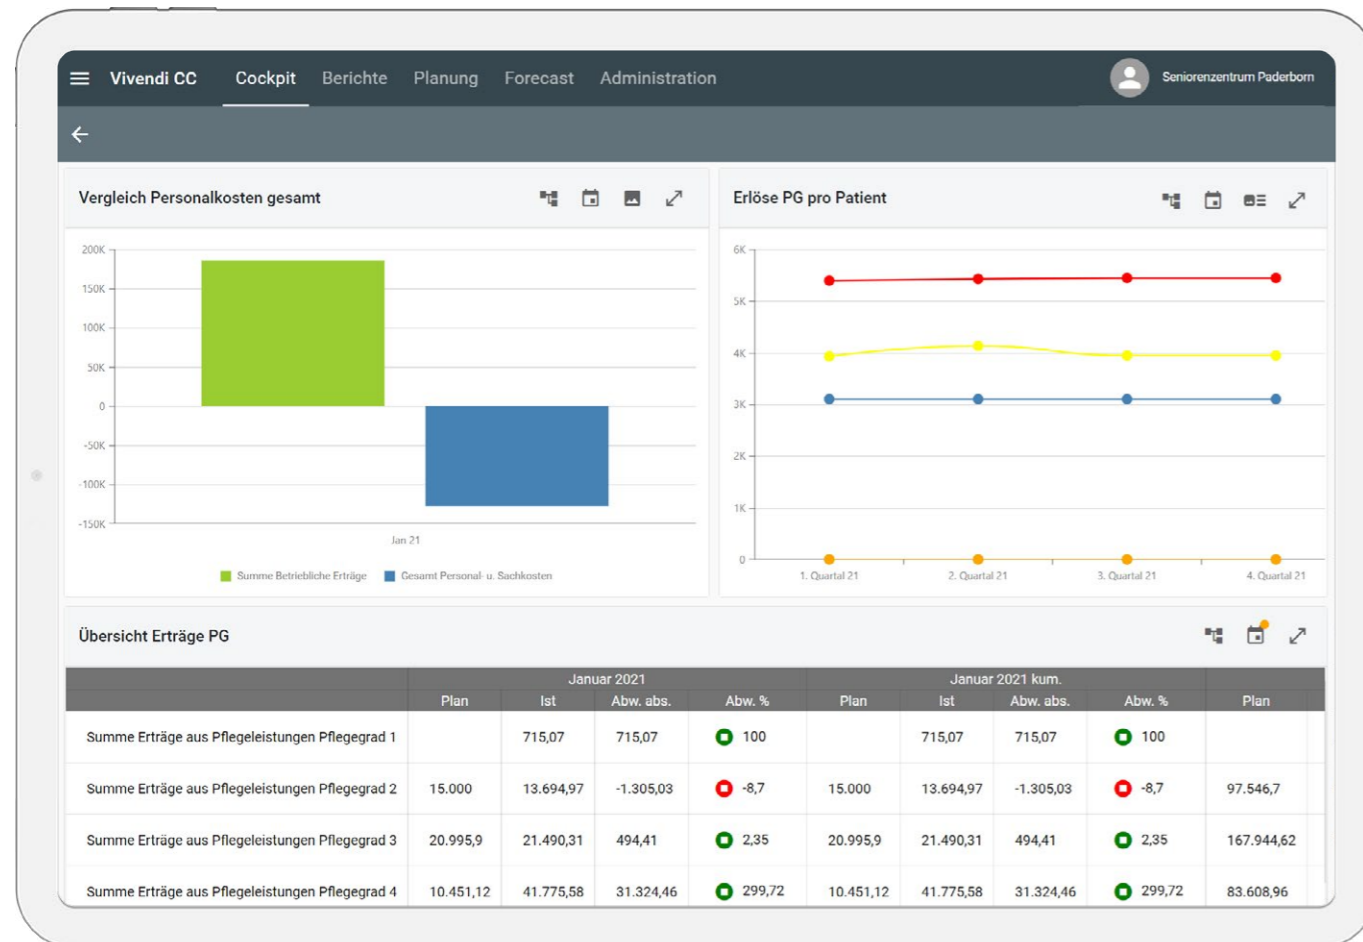 Vivendi CC Cockpit Berichte Planung Forecast Administration Seniorenzentrum Paderborn
Vergleich Personalkosten gesamt
200K
150K
100K
50K
0
-50K
-100K
-150K
Jan 21
Summe Betriebliche Erträge Gesamt Personal- u. Sachkosten
Erlöse PG pro Patient
6K
5K
4K
3K
2K
1K
0
1. Quartal 21 2. Quartal 21 3. Quartal 21 4. Quartal 21
Übersicht Erträge PG
Januar 2021 Januar 2021 kum.
Plan Ist Abw. abs. Abw. % Plan Ist Abw. abs. Abw. % Plan
Summe Erträge aus Pflegeleistungen Pflegegrad 1 715,07 715,07 100 715,07 715,07 100
Summe Erträge aus Pflegeleistungen Pflegegrad 2 15.000 13.694,97 -1.305,03 -8,7 15.000 13.694,97 -1.305,03 -8,7 97.546,7
Summe Erträge aus Pflegeleistungen Pflegegrad 3 20.995,9 21.490,31 494,41 2,35 20.995,9 21.490,31 494,41 2,35 167.944,62
Summe Erträge aus Pflegeleistungen Pflegegrad 4 10.451,12 41.775,58 31.324,46 299,72 10.451,12 41.775,58 31.324,46 299,72 83.608,96